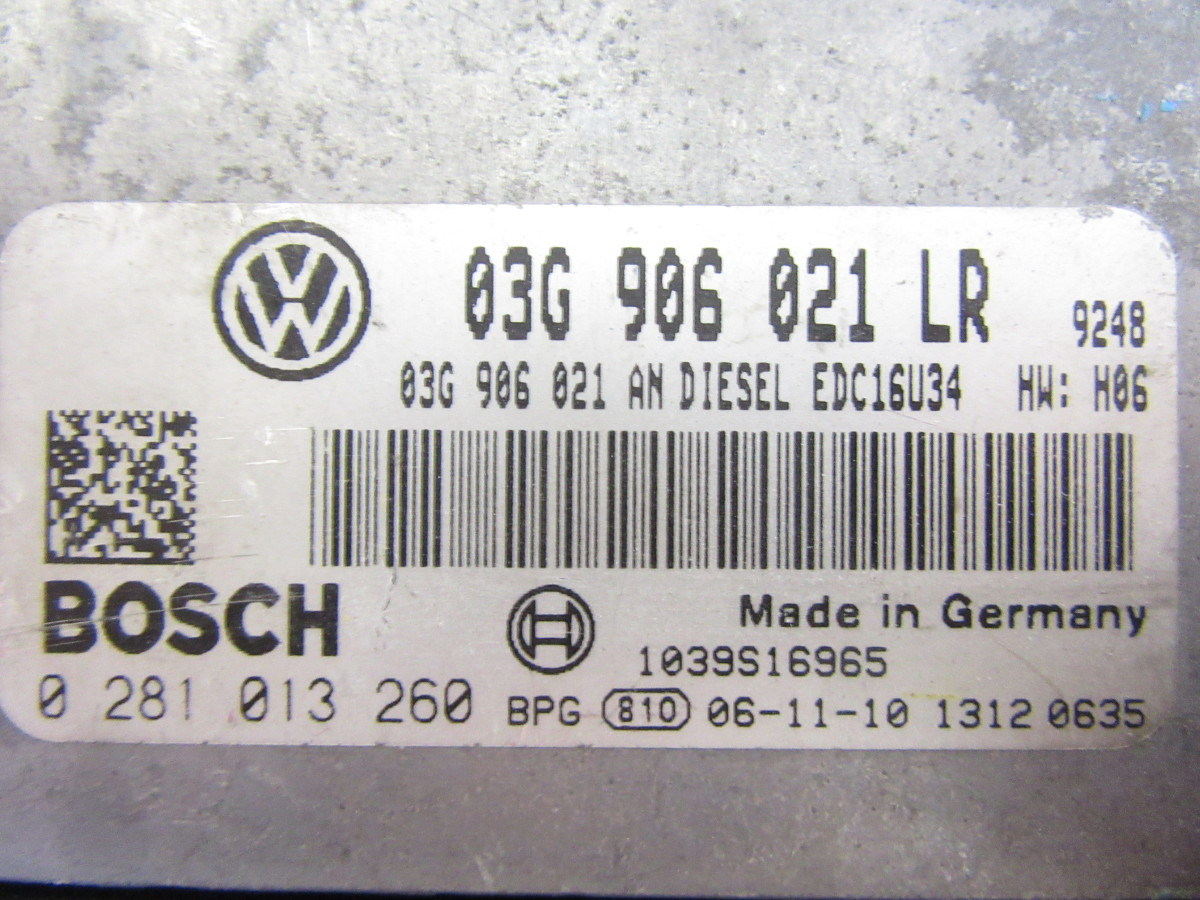 03G 906 021 LR 9248
03G 906 021 AN DIESEL EDC16U34 HW: H06
BOSCH
Made in Germany
1039S16965
0 281 013 260 BPG 810 06-11-10 1312 0635